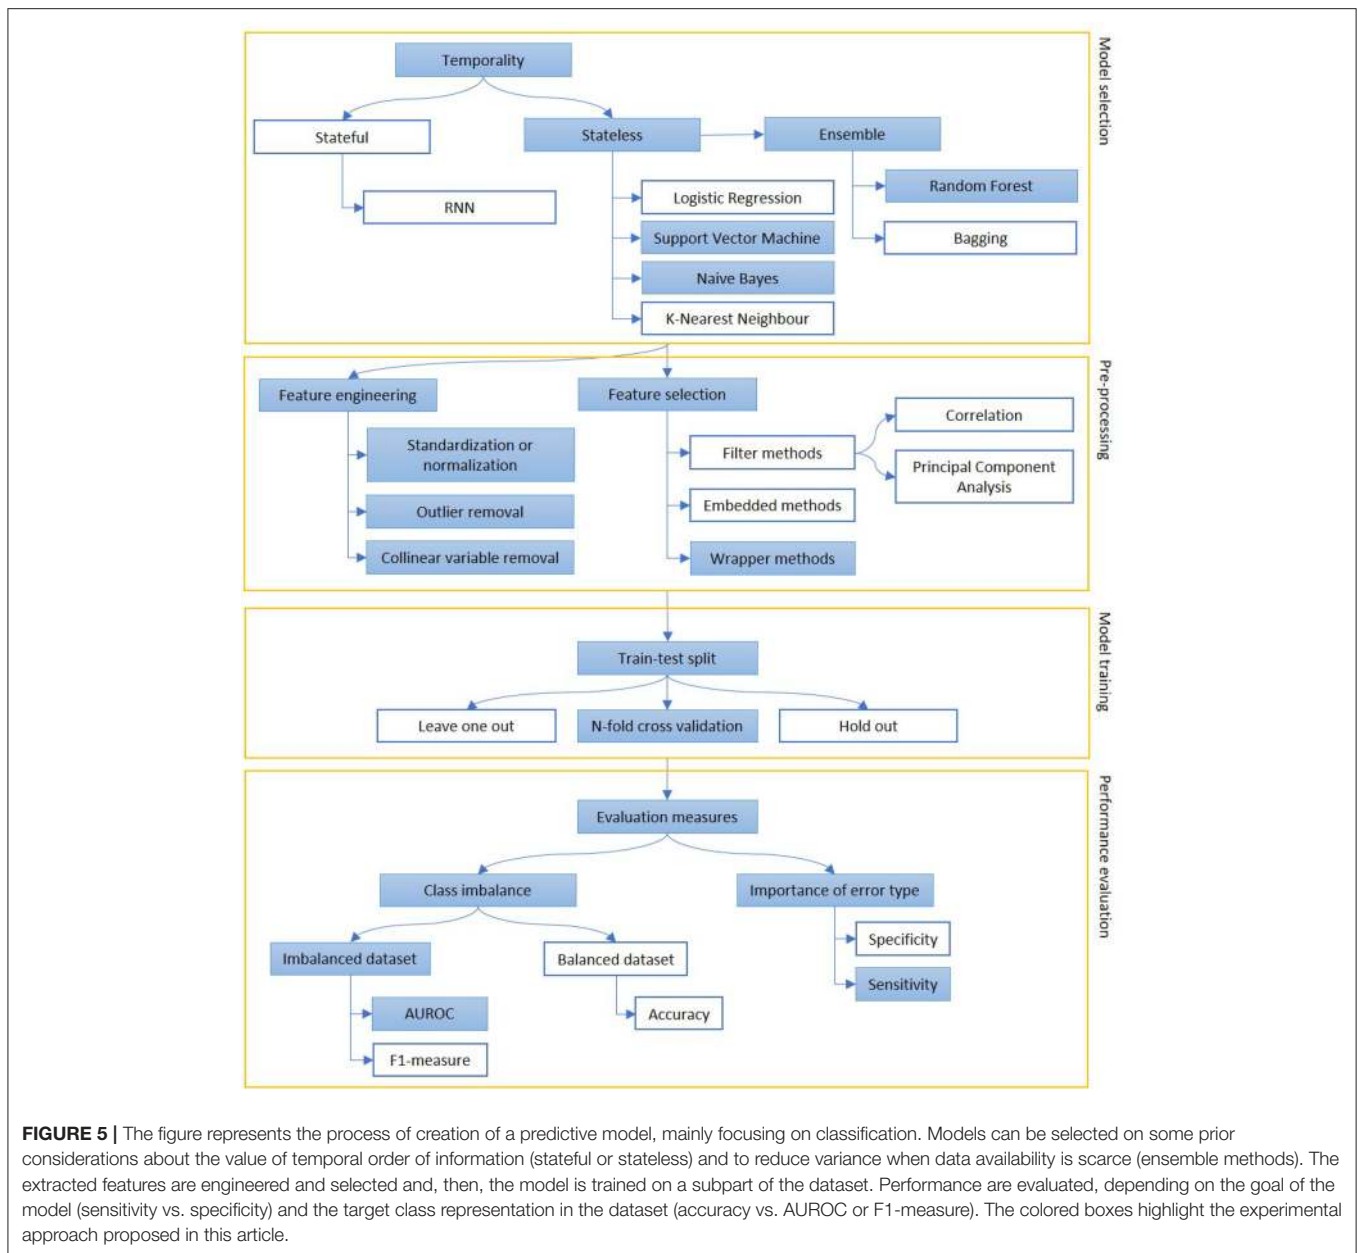 Model selection
Temporality
Stateful
Stateless
Ensemble
RNN
Logistic Regression
Support Vector Machine
Naive Bayes
K-Nearest Neighbour
Random Forest
Bagging
Pre-processing
Feature engineering
Feature selection
Standardization or
normalization
Outlier removal
Collinear variable removal
Filter methods
Embedded methods
Wrapper methods
Correlation
Principal Component
Analysis
Model training
Train-test split
Leave one out
N-fold cross validation
Hold out
Performance evaluation
Evaluation measures
Class imbalance
Importance of error type
Imbalanced dataset
Balanced dataset
Specificity
Sensitivity
AUROC
Accuracy
F1-measure
FIGURE 5 | The figure represents the process of creation of a predictive model, mainly focusing on classification. Models can be selected on some prior
considerations about the value of temporal order of information (stateful or stateless) and to reduce variance when data availability is scarce (ensemble methods). The
extracted features are engineered and selected and, then, the model is trained on a subpart of the dataset. Performance are evaluated, depending on the goal of the
model (sensitivity vs. specificity) and the target class representation in the dataset (accuracy vs. AUROC or F1-measure). The colored boxes highlight the experimental
approach proposed in this article.